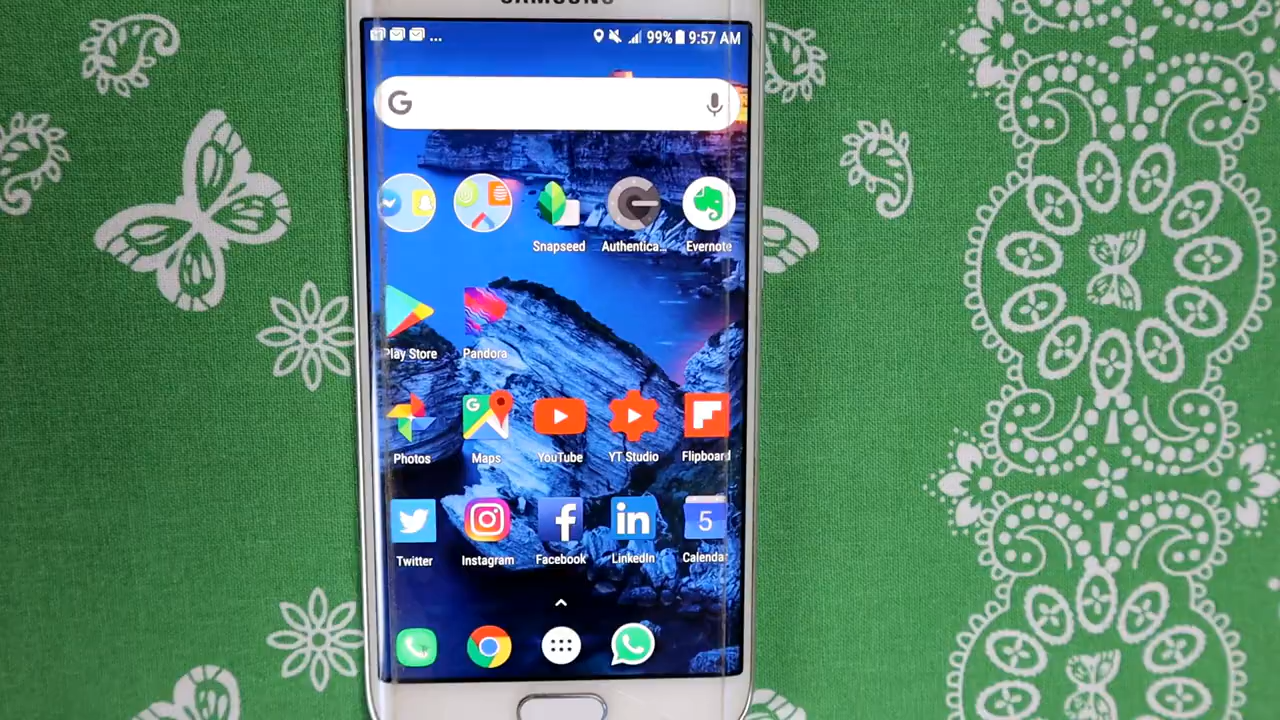 SAMSUNG
... 99% 9:57 AM
G
Snapseed Authentica... Evernote
Play Store Pandora
G
Photos Maps YouTube YT Studio Flipboard
f in 5
Twitter Instagram Facebook LinkedIn Calenda